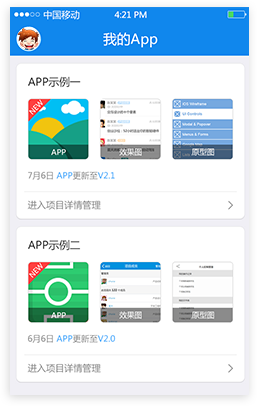 中国移动 4:21 PM
我的App
APP示例一
NEW
APP 效果图 原型图
7月6日 APP更新至V2.1
进入项目详情管理
APP示例二
NEW
APP 效果图 原型图
6月6日 APP更新至V2.0
进入项目详情管理